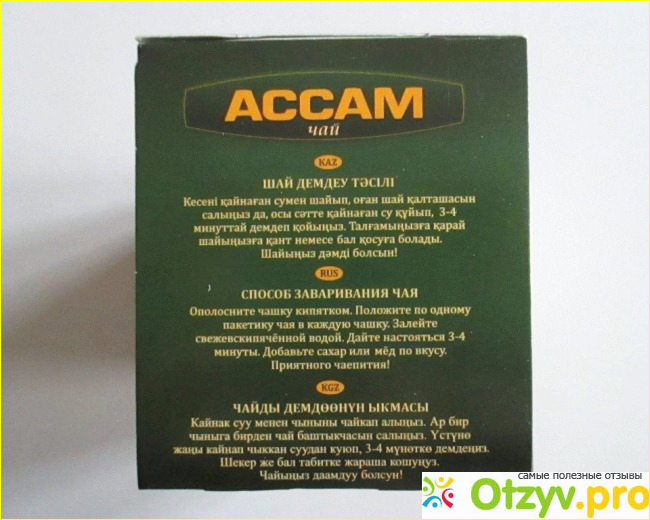 АССАМ
чай
KAZ
ШАЙ ДЕМДЕУ ТӘСІЛІ
Кесені қайнаған сумен шайып, оған шай қалташасын
салыңыз да, осы сәтте қайнаған су құйып, 3-4
минуттай демдеп қойыңыз. Талғамыңызға қарай
шайыңызға қант немесе бал қосуға болады.
Шайыңыз дәмді болсын!
RUS
СПОСОБ ЗАВАРИВАНИЯ ЧАЯ
Ополосните чашку кипятком. Положите по одному
пакетику чая в каждую чашку. Залейте
свежевскипячённой водой. Дайте настояться 3-4
минуты. Добавьте сахар или мёд по вкусу.
Приятного чаепития!
KGZ
ЧАЙДЫ ДЕМДӨӨНҮН ЫКМАСЫ
Кайнак суу менен чыныны чайкап алыңыз. Ар бир
чыныга бирден чай баштыкчасын салыңыз. Үстүнө
жаңы кайнап чыккан суудан куюп, 3-4 мүнөткө демдеңиз.
Шекер же бал табитке жараша кошуңуз.
Чайыңыз даамдуу болсун!
самые полезные отзывы
Otzyv.pro